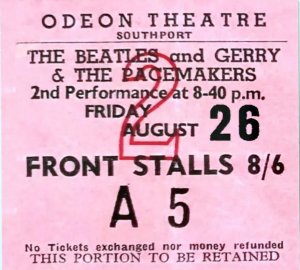 ODEON THEATRE
SOUTHPORT
THE BEATLES and GERRY
& THE PACEMAKERS
2nd Performance at 8-40 p.m.
FRIDAY
AUGUST 26
2
FRONT STALLS 8/6
A 5
No Tickets exchanged nor money refunded
THIS PORTION TO BE RETAINED